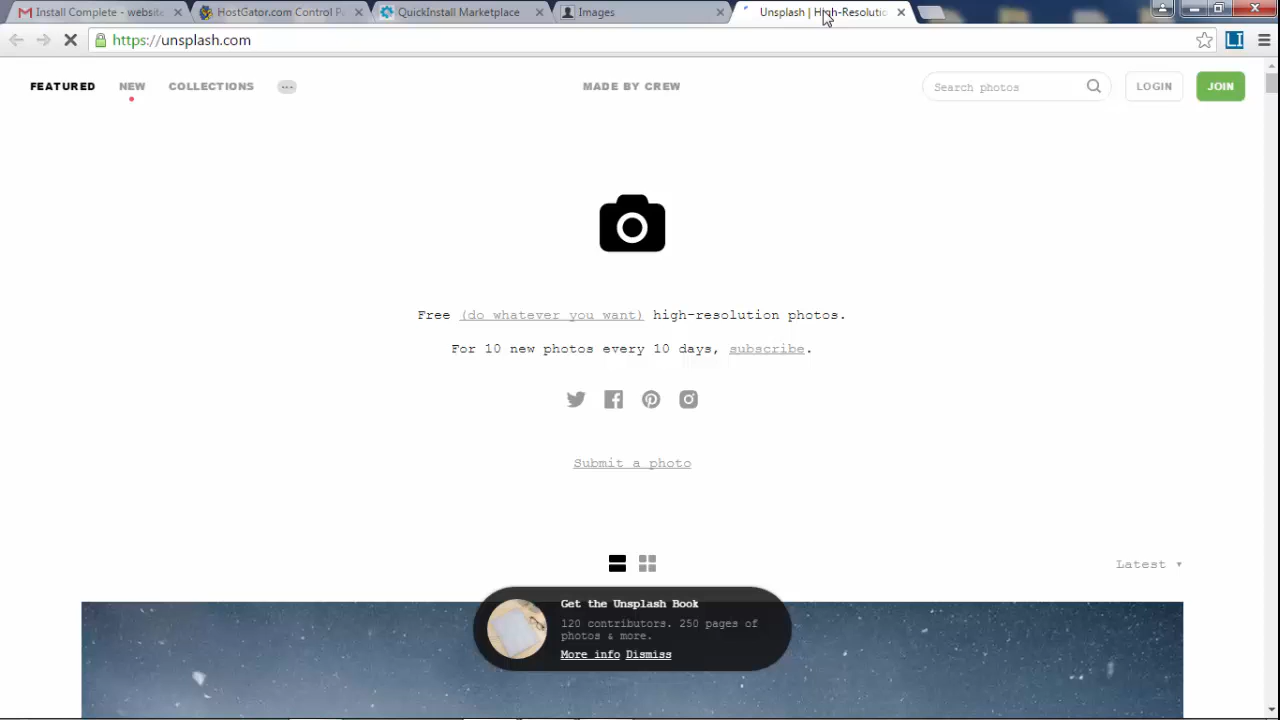 Install Complete - website
HostGator.com Control P
QuickInstall Marketplace
Images
Unsplash | High-Resolutio
https://unsplash.com
LI
FEATURED
NEW
COLLECTIONS
MADE BY CREW
Search photos
LOGIN
JOIN
Free (do whatever you want) high-resolution photos.
For 10 new photos every 10 days, subscribe.
Submit a photo
Latest
Get the Unsplash Book
120 contributors. 250 pages of
photos & more.
More info Dismiss